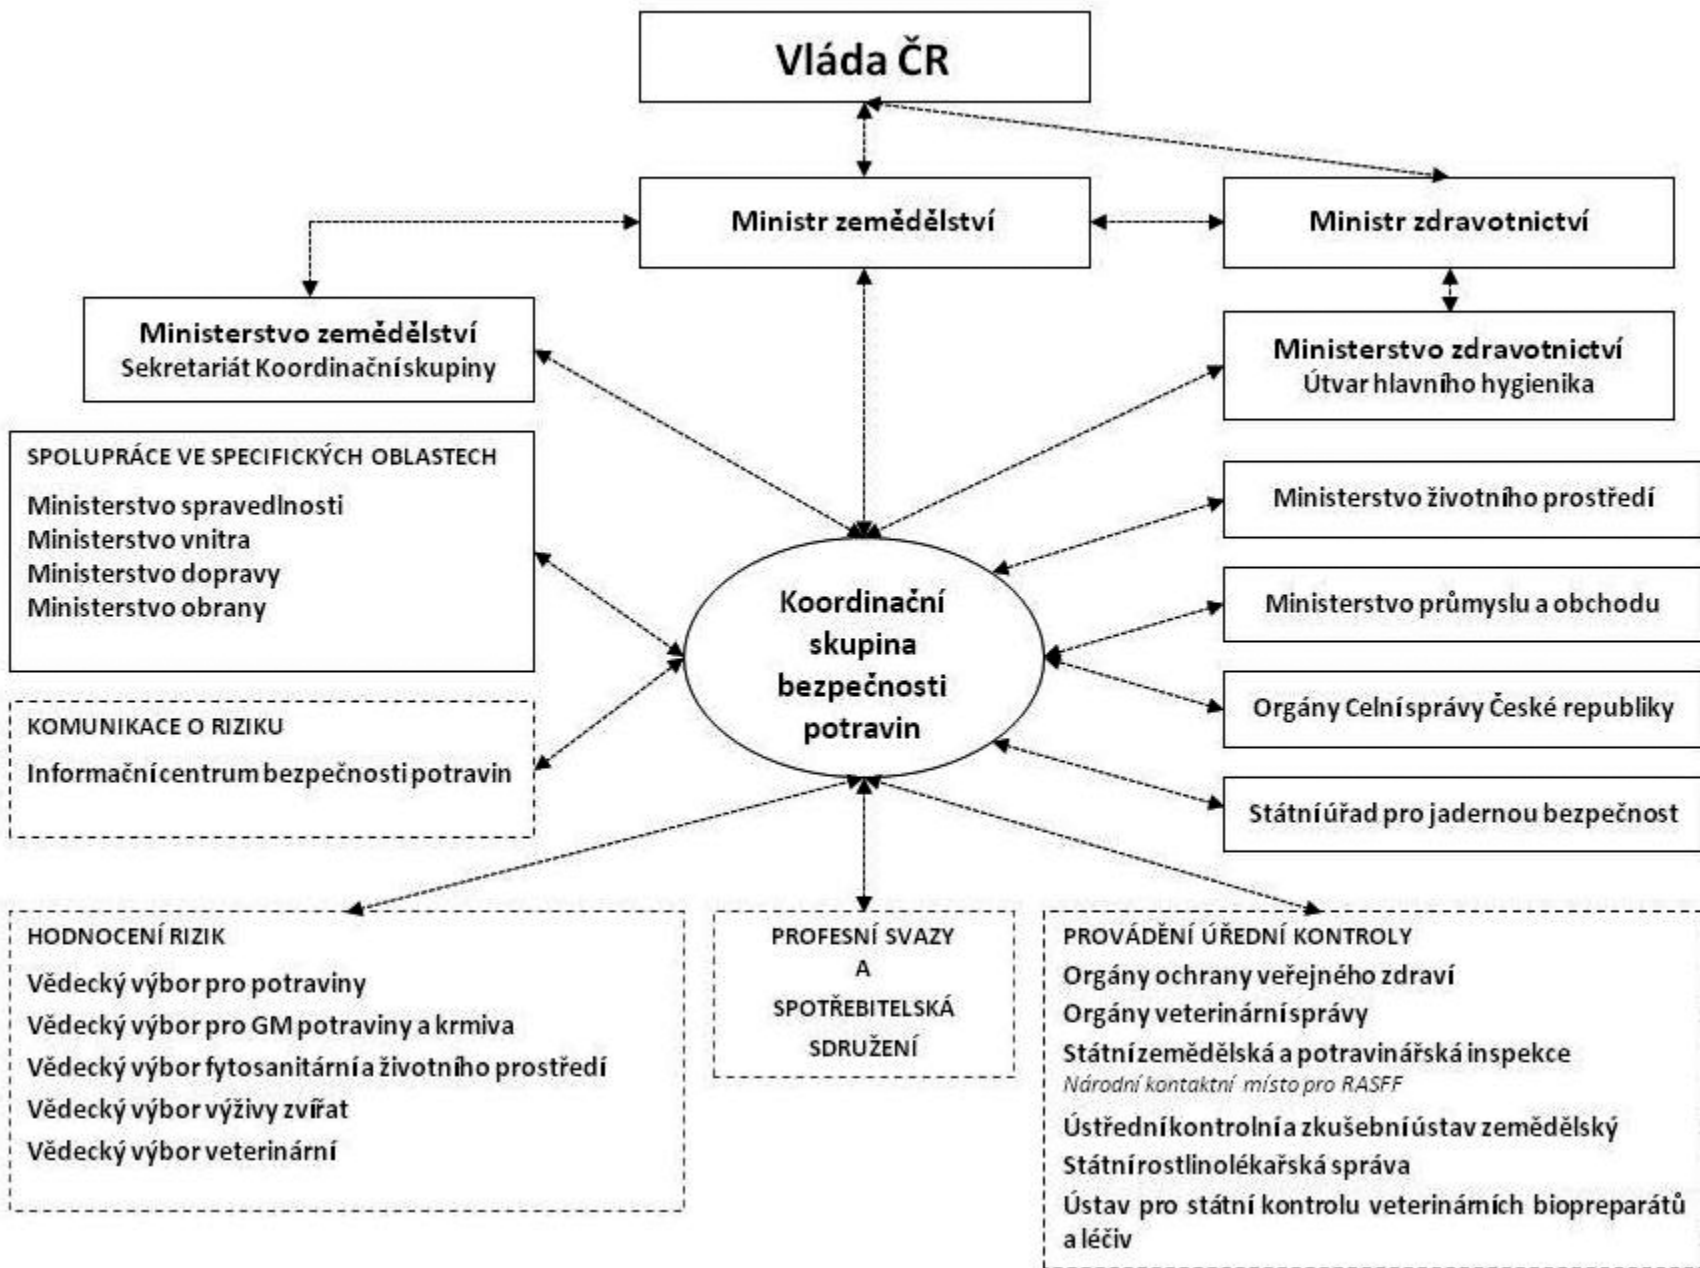 Vláda ČR
Ministr zemědělství
Ministr zdravotnictví
Ministerstvo zemědělství
Sekretariát Koordinační skupiny
Ministerstvo zdravotnictví
Útvar hlavního hygienika
SPOLUPRÁCE VE SPECIFICKÝCH OBLASTECH
Ministerstvo spravedlnosti
Ministerstvo vnitra
Ministerstvo dopravy
Ministerstvo obrany
Ministerstvo životního prostředí
Ministerstvo průmyslu a obchodu
Orgány Celní správy České republiky
Státní úřad pro jadernou bezpečnost
Koordinační
skupina
bezpečnosti
potravin
KOMUNIKACE O RIZIKU
Informační centrum bezpečnosti potravin
HODNOCENÍ RIZIK
Vědecký výbor pro potraviny
Vědecký výbor pro GM potraviny a krmiva
Vědecký výbor fytosanitární a životního prostředí
Vědecký výbor výživy zvířat
Vědecký výbor veterinární
PROFESNÍ SVAZY
A
SPOTŘEBITELSKÁ
SDRUŽENÍ
PROVÁDĚNÍ ÚŘEDNÍ KONTROLY
Orgány ochrany veřejného zdraví
Orgány veterinární správy
Státní zemědělská a potravinářská inspekce
Národní kontaktní místo pro RASFF
Ústřední kontrolní a zkušební ústav zemědělský
Státní rostlinolékařská správa
Ústav pro státní kontrolu veterinárních biopreparátů
a léčiv